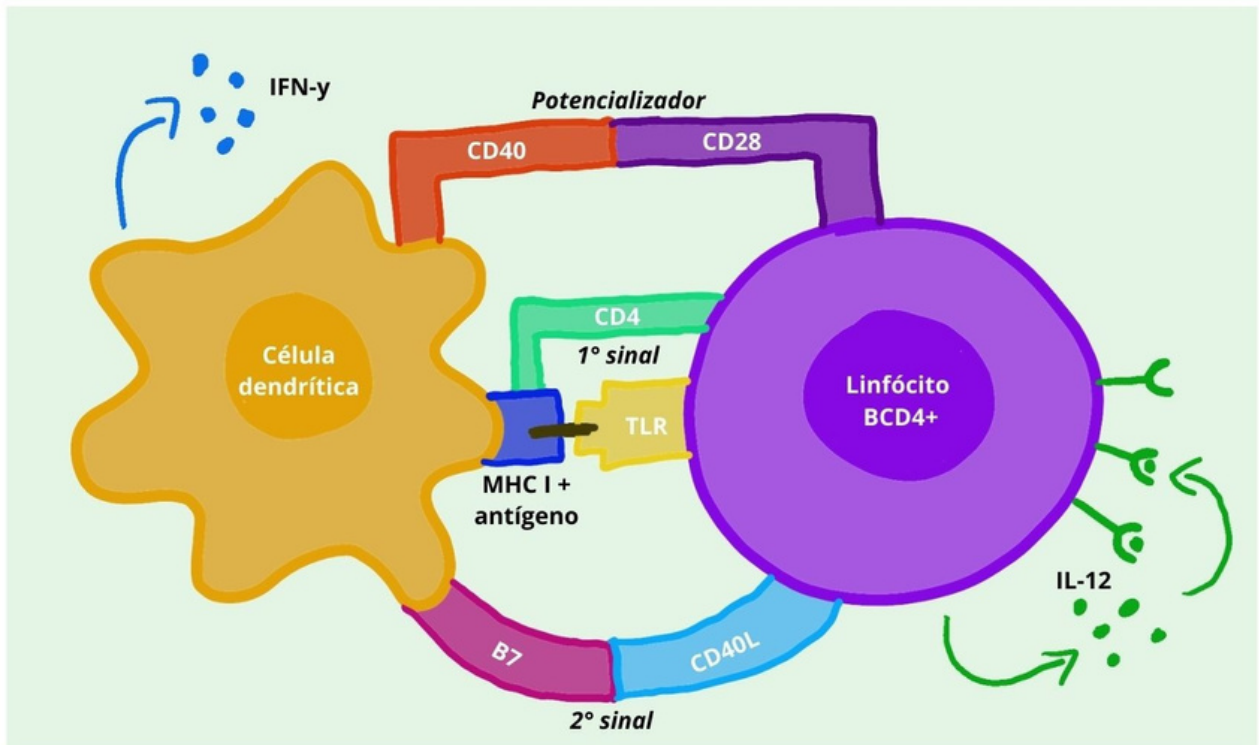 IFN-y
Potencializador
CD40
CD28
CD4
1° sinal
Célula
dendrítica
Linfócito
BCD4+
TLR
MHC I +
antígeno
IL-12
B7
CD40L
2° sinal